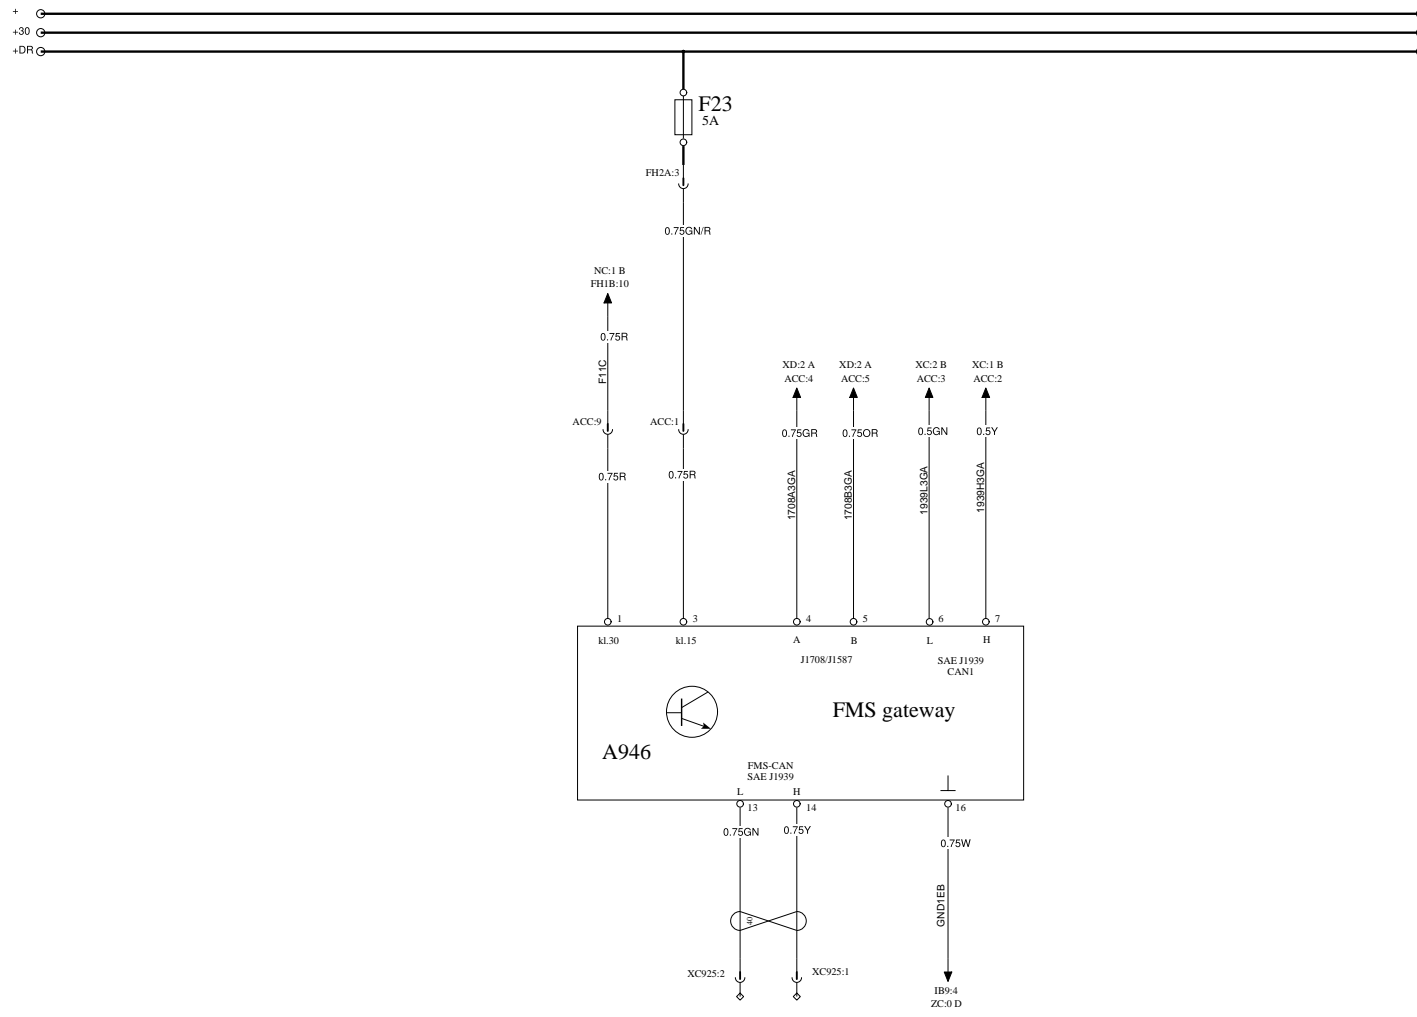 +
+30
+DR
F23
5A
FH2A:3
0.75GN/R
NC:1 B
FH1B:10
0.75R
F11C
XD:2 A
ACC:4
XD:2 A
ACC:5
XC:2 B
ACC:3
XC:1 B
ACC:2
ACC:9
ACC:1
0.75GR
0.75OR
0.5GN
0.5Y
0.75R
0.75R
1708A3GA
1708B3GA
1939L3GA
1939H3GA
1
3
4
5
6
7
kl.30
kl.15
A
B
L
H
J1708/J1587
SAE J1939
CAN1
FMS gateway
A946
FMS-CAN
SAE J1939
L
H
13
14
16
0.75GN
0.75Y
0.75W
GND1EB
40
XC925:2
XC925:1
IB9:4
ZC:0 D